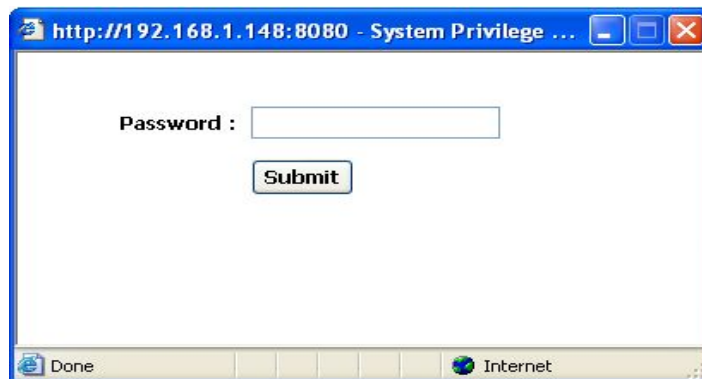 http://192.168.1.148:8080 - System Privilege ...
Password :
Submit
Done
Internet